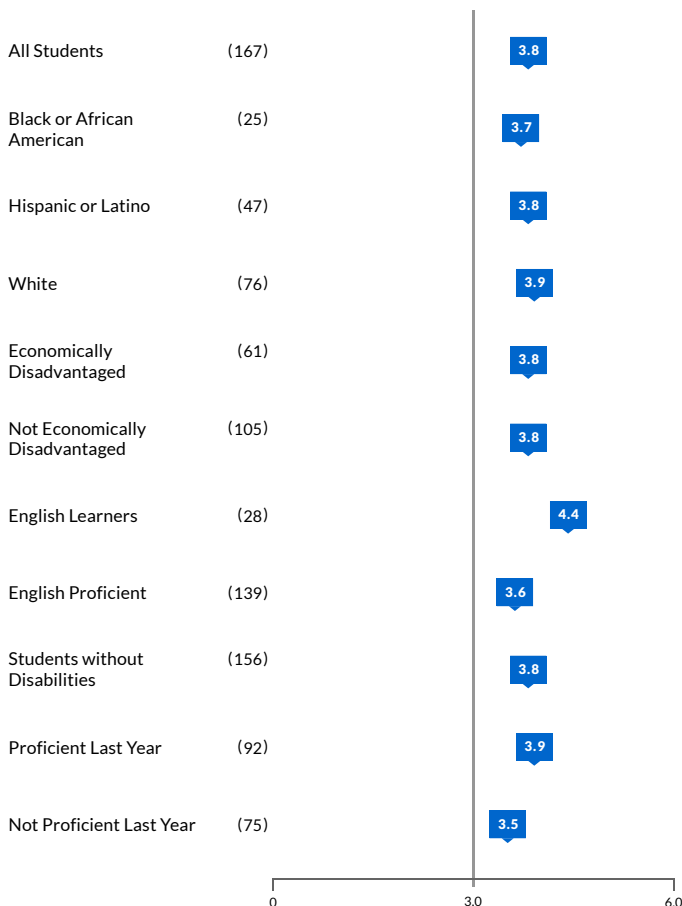 All Students (167) 3.8
Black or African (25) 3.7
American
Hispanic or Latino (47) 3.8
White (76) 3.9
Economically (61) 3.8
Disadvantaged
Not Economically (105) 3.8
Disadvantaged
English Learners (28) 4.4
English Proficient (139) 3.6
Students without (156) 3.8
Disabilities
Proficient Last Year (92) 3.9
Not Proficient Last Year (75) 3.5
0 3.0 6.0